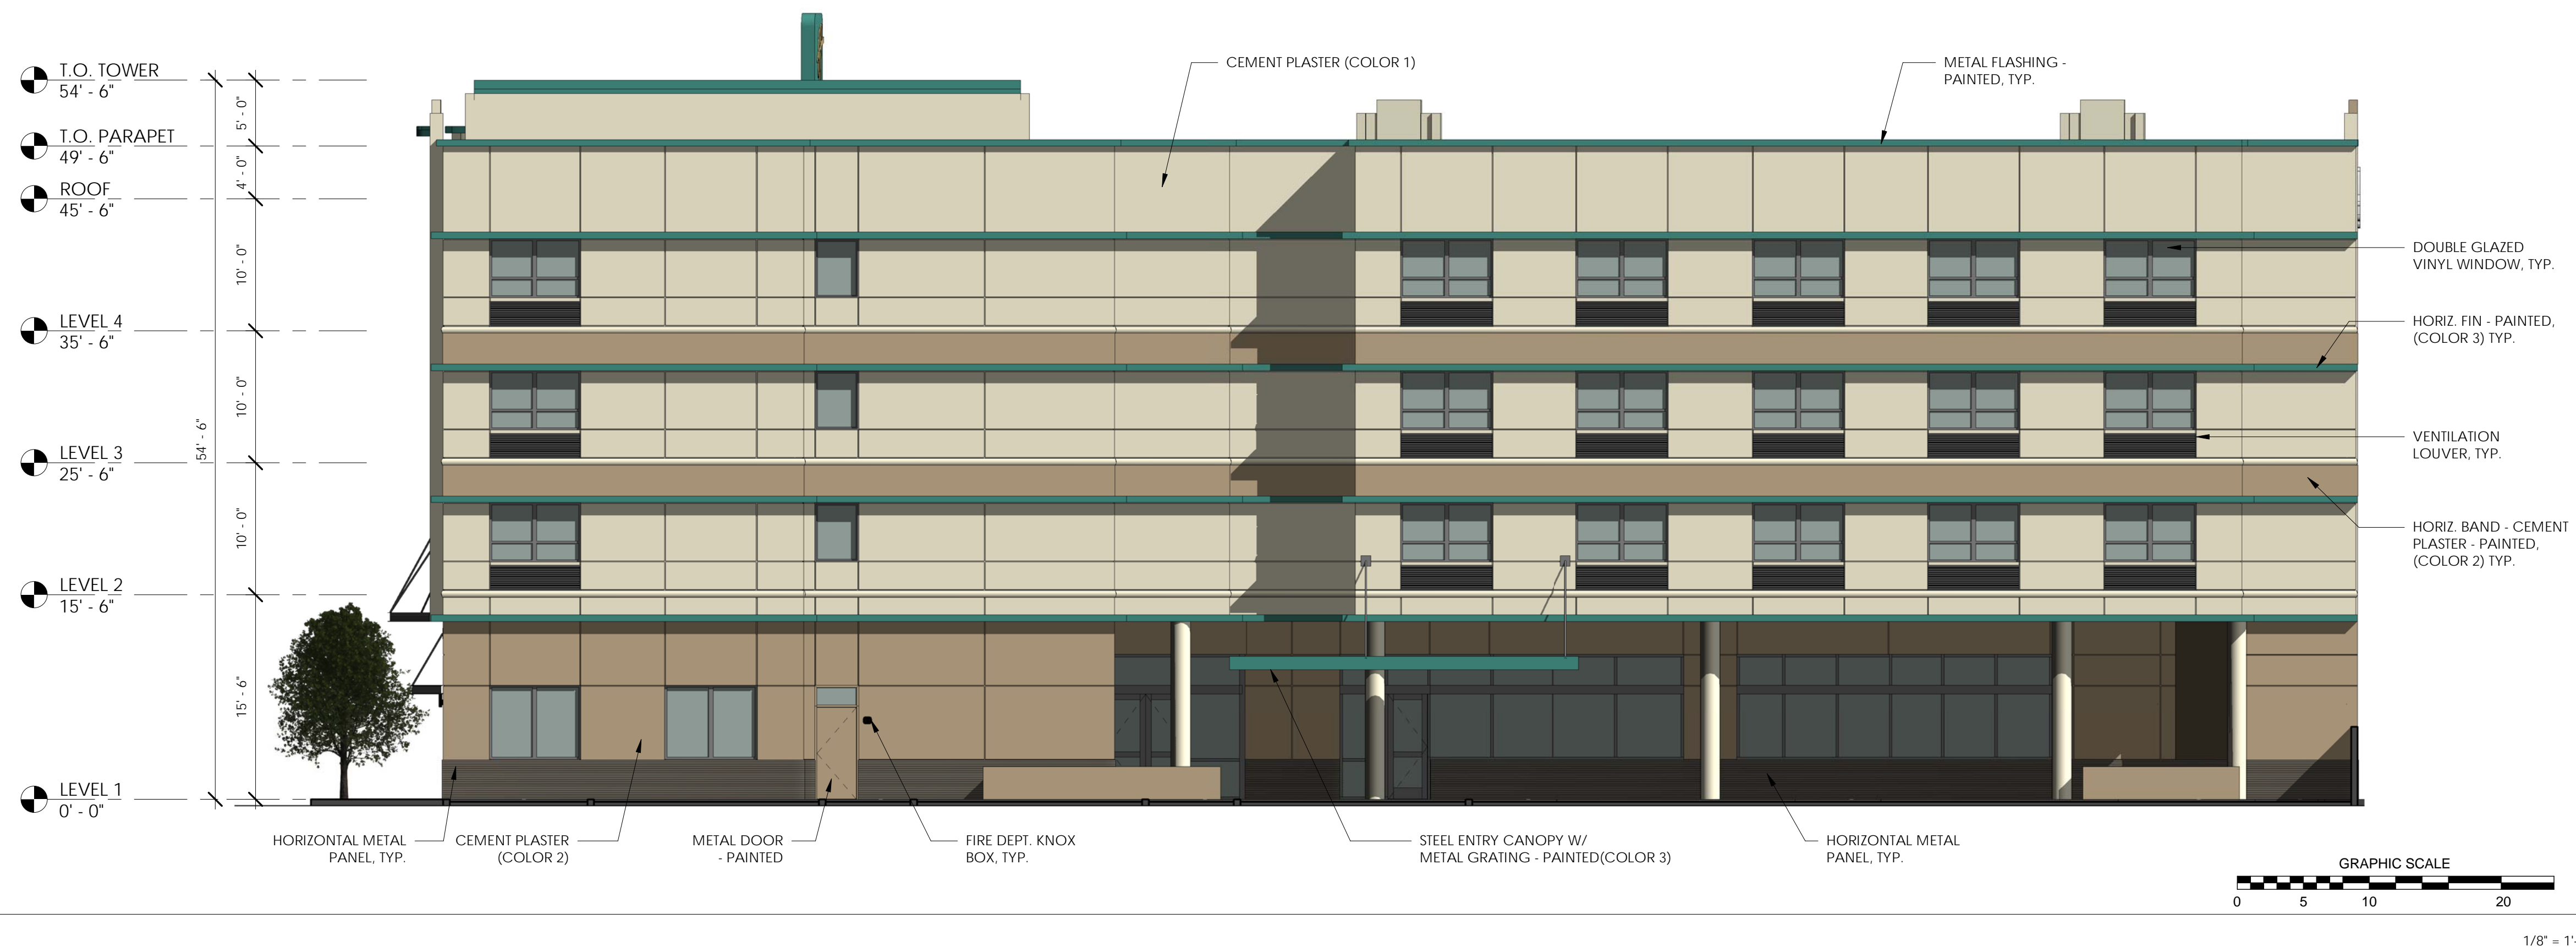 T.O. TOWER
54' - 6"
T.O. PARAPET
49' - 6"
ROOF
45' - 6"
LEVEL 4
35' - 6"
LEVEL 3
25' - 6"
LEVEL 2
15' - 6"
LEVEL 1
0' - 0"
54' - 6"
5' - 0"
4' - 0"
10' - 0"
10' - 0"
10' - 0"
15' - 6"
CEMENT PLASTER (COLOR 1)
METAL FLASHING -
PAINTED, TYP.
DOUBLE GLAZED
VINYL WINDOW, TYP.
HORIZ. FIN - PAINTED,
(COLOR 3) TYP.
VENTILATION
LOUVER, TYP.
HORIZ. BAND - CEMENT
PLASTER - PAINTED,
(COLOR 2) TYP.
HORIZONTAL METAL
PANEL, TYP.
CEMENT PLASTER
(COLOR 2)
METAL DOOR
- PAINTED
FIRE DEPT. KNOX
BOX, TYP.
STEEL ENTRY CANOPY W/
METAL GRATING - PAINTED(COLOR 3)
HORIZONTAL METAL
PANEL, TYP.
GRAPHIC SCALE
0 5 10 20
1/8" = 1'